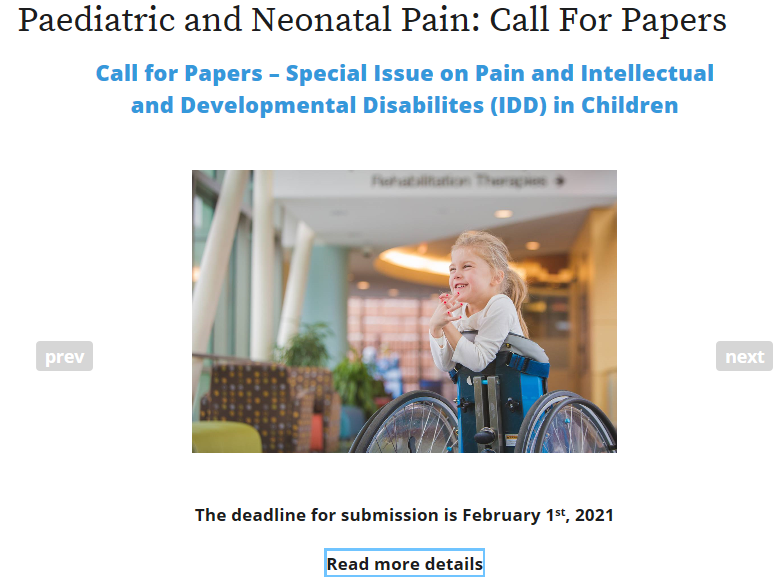 Paediatric and Neonatal Pain: Call For Papers
Call for Papers – Special Issue on Pain and Intellectual
and Developmental Disabilites (IDD) in Children
Rehabilitation Therapies →
prev
next
The deadline for submission is February 1st, 2021
Read more details